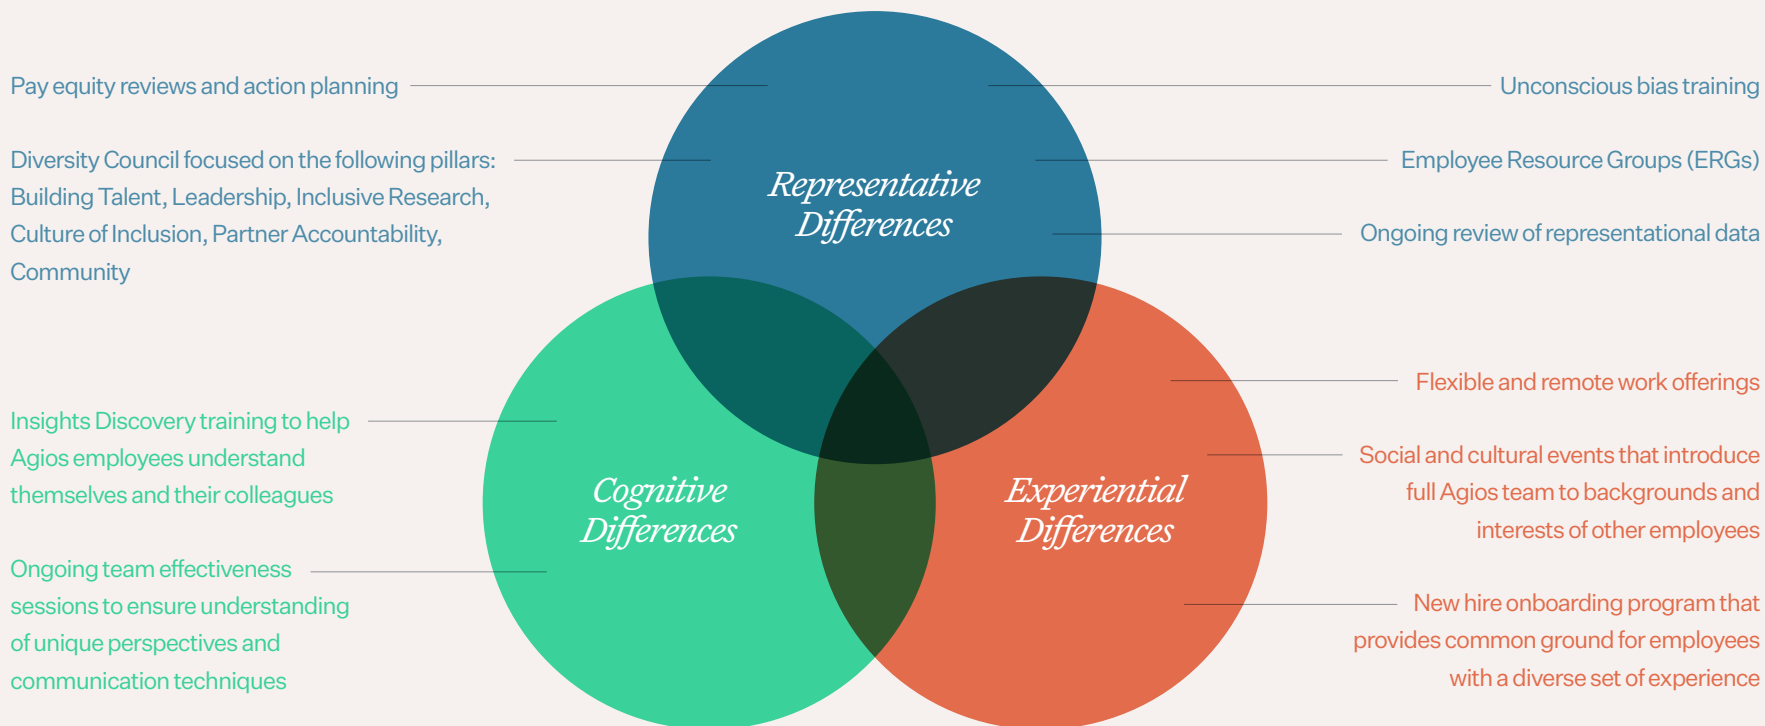 Pay equity reviews and action planning
Unconscious bias training
Diversity Council focused on the following pillars:
Building Talent, Leadership, Inclusive Research,
Culture of Inclusion, Partner Accountability,
Community
Employee Resource Groups (ERGs)
Ongoing review of representational data
Representative
Differences
Insights Discovery training to help
Agios employees understand
themselves and their colleagues
Ongoing team effectiveness
sessions to ensure understanding
of unique perspectives and
communication techniques
Cognitive
Differences
Experiential
Differences
Flexible and remote work offerings
Social and cultural events that introduce
full Agios team to backgrounds and
interests of other employees
New hire onboarding program that
provides common ground for employees
with a diverse set of experience